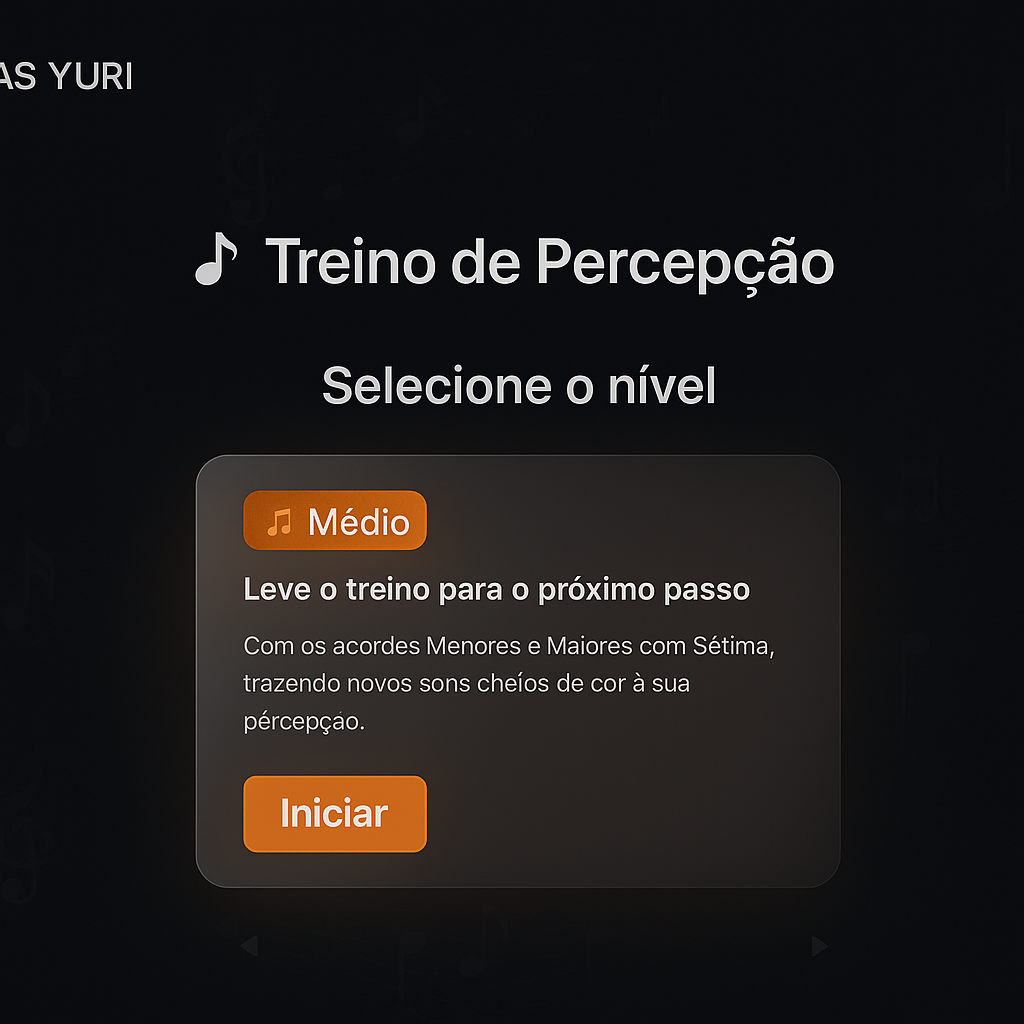 AS YURI
Treino de Percepção
Selecione o nível
Médio
Leve o treino para o próximo passo
Com os acordes Menores e Maiores com Sétima,
trazendo novos sons cheíos de cor à sua
pércepçảo.
Iniciar